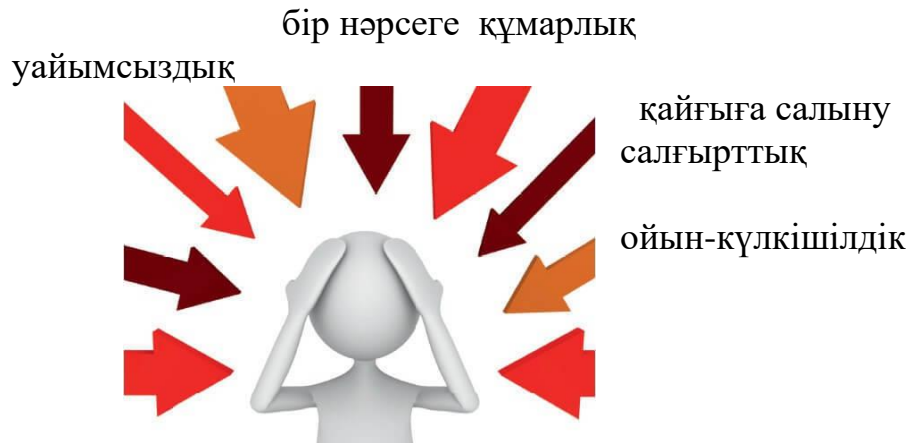 бір нәрсеге құмарлық
уайымсыздық
қайғыға салыну
салғырттық
ойын-күлкішілдік